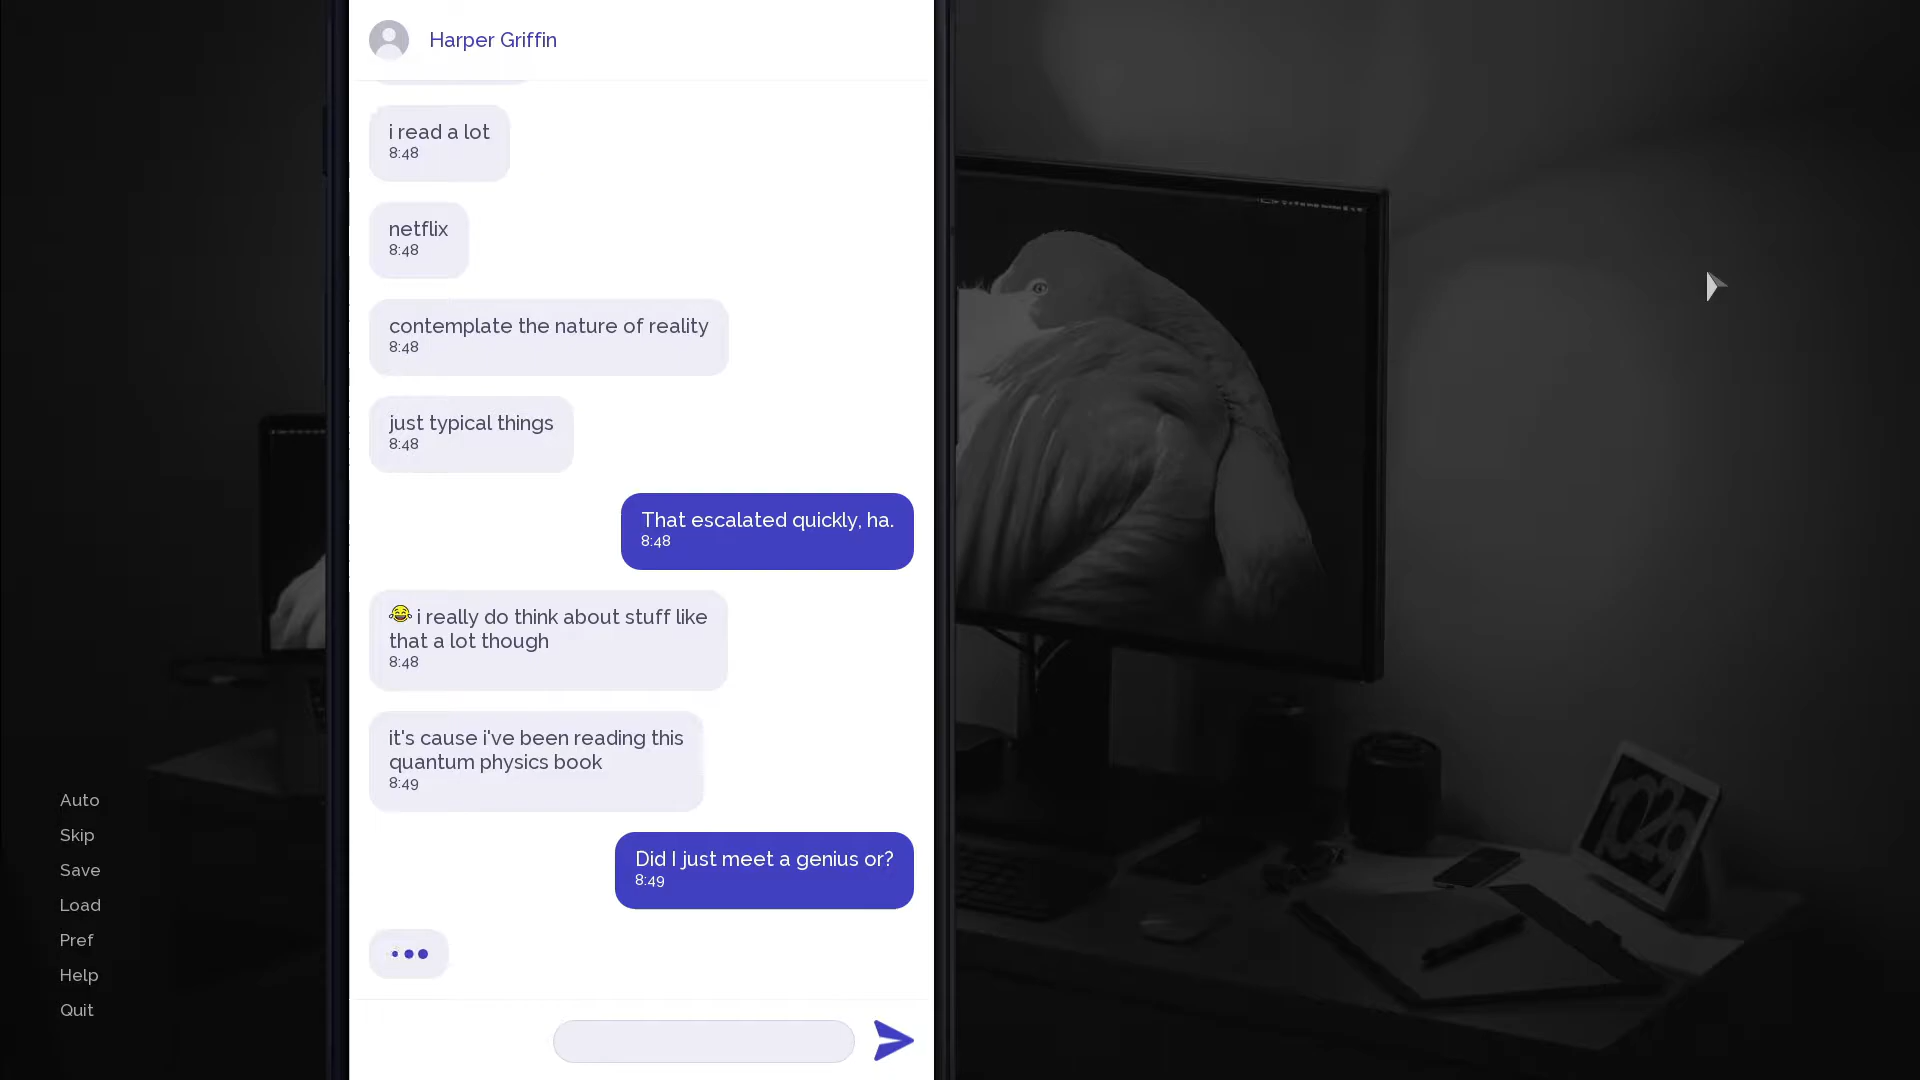 Harper Griffin
i read a lot
8:48
netflix
8:48
contemplate the nature of reality
8:48
just typical things
8:48
That escalated quickly, ha.
8:48
😂 i really do think about stuff like
that a lot though
8:48
it's cause i've been reading this
quantum physics book
8:49
Did I just meet a genius or?
8:49
Auto
Skip
Save
Load
Pref
Help
Quit
1029